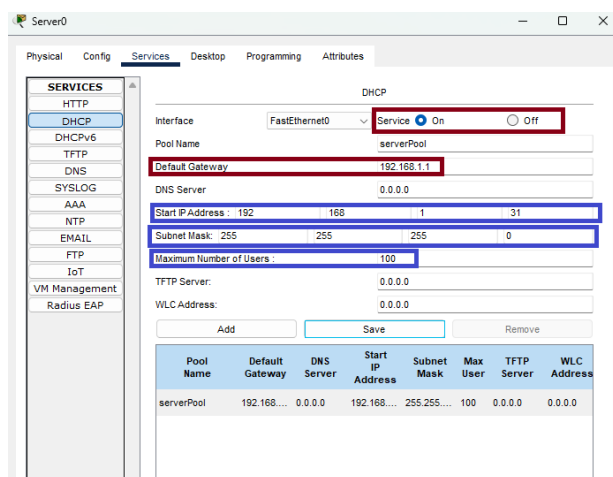 Server0
Physical Config Services Desktop Programming Attributes
SERVICES
HTTP
DHCP
DHCPv6
TFTP
DNS
SYSLOG
AAA
NTP
EMAIL
FTP
IoT
VM Management
Radius EAP
DHCP
Interface FastEthernet0 Service On Off
Pool Name serverPool
Default Gateway 192.168.1.1
DNS Server 0.0.0.0
Start IP Address : 192 168 1 31
Subnet Mask: 255 255 255 0
Maximum Number of Users : 100
TFTP Server: 0.0.0.0
WLC Address: 0.0.0.0
Add Save Remove
Pool Name Default Gateway DNS Server Start IP Address Subnet Mask Max User TFTP Server WLC Address
serverPool 192.168.... 0.0.0.0 192.168.... 255.255.... 100 0.0.0.0 0.0.0.0